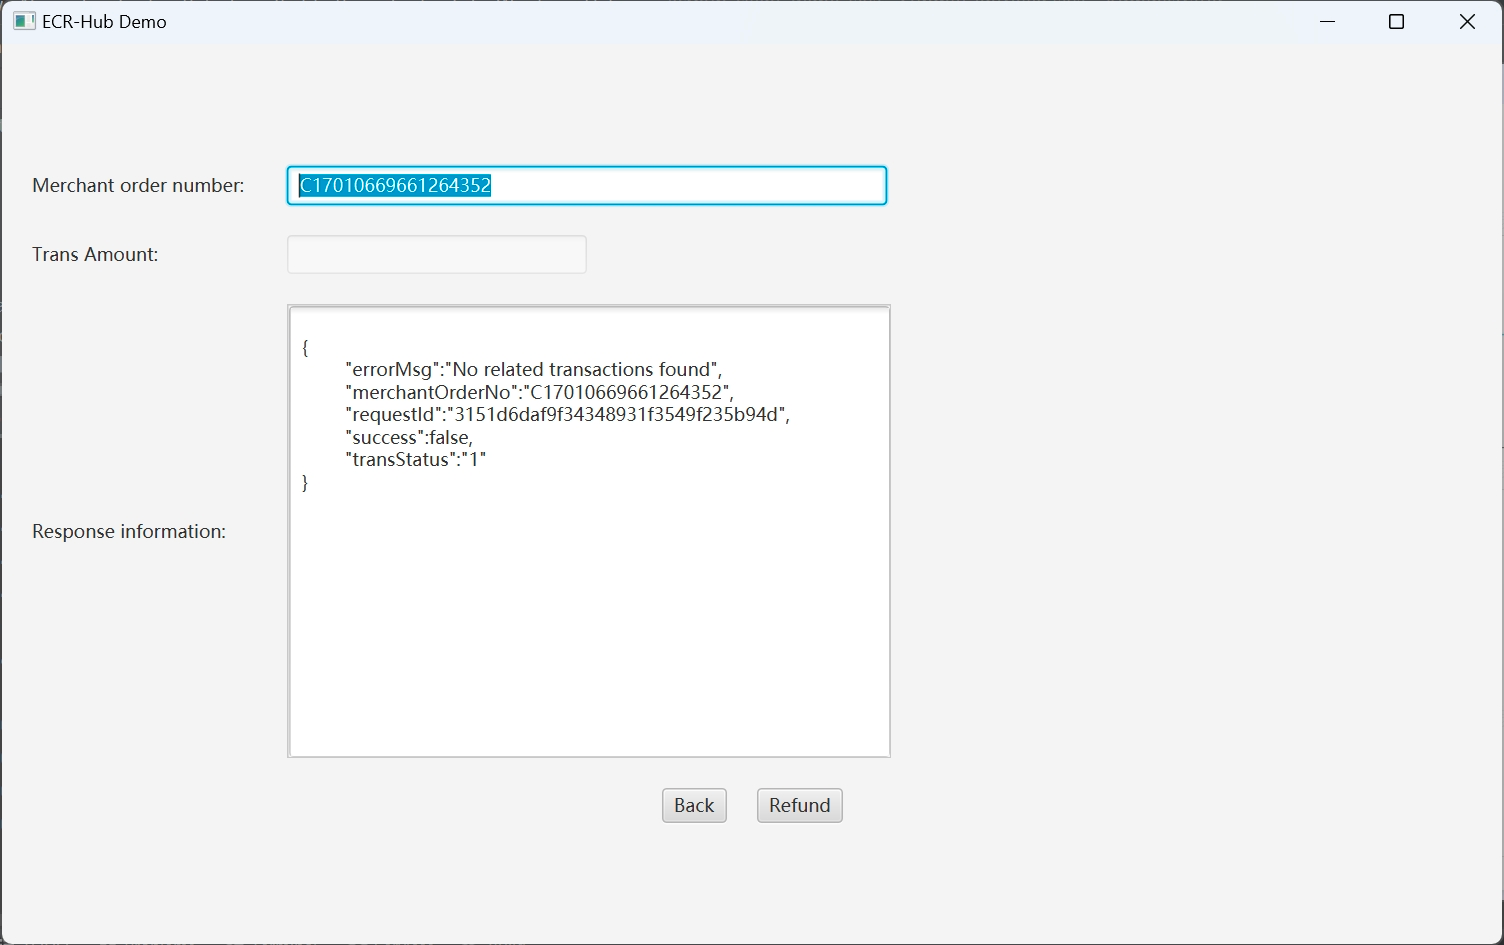 ECR-Hub Demo
Merchant order number:
C17010669661264352
Trans Amount:
Response information:
{
"errorMsg":"No related transactions found",
"merchantOrderNo":"C17010669661264352",
"requestId":"3151d6daf9f34348931f3549f235b94d",
"success":false,
"transStatus":"1"
}
Back
Refund